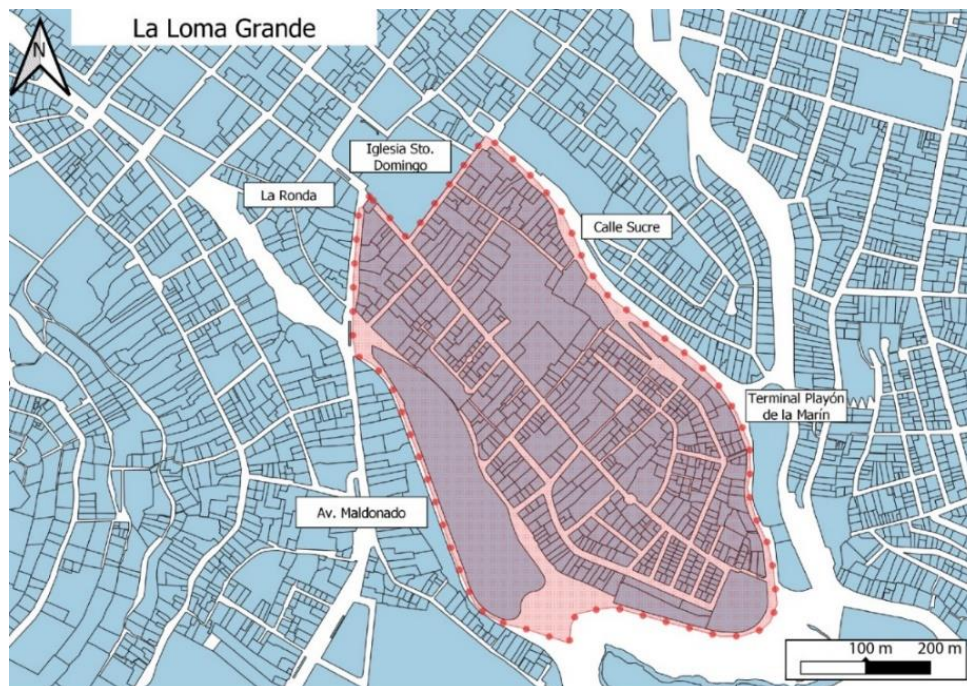 La Loma Grande
N
Iglesia Sto.
Domingo
La Ronda
Calle Sucre
Terminal Playón
de la Marín
Av. Maldonado
100 m 200 m